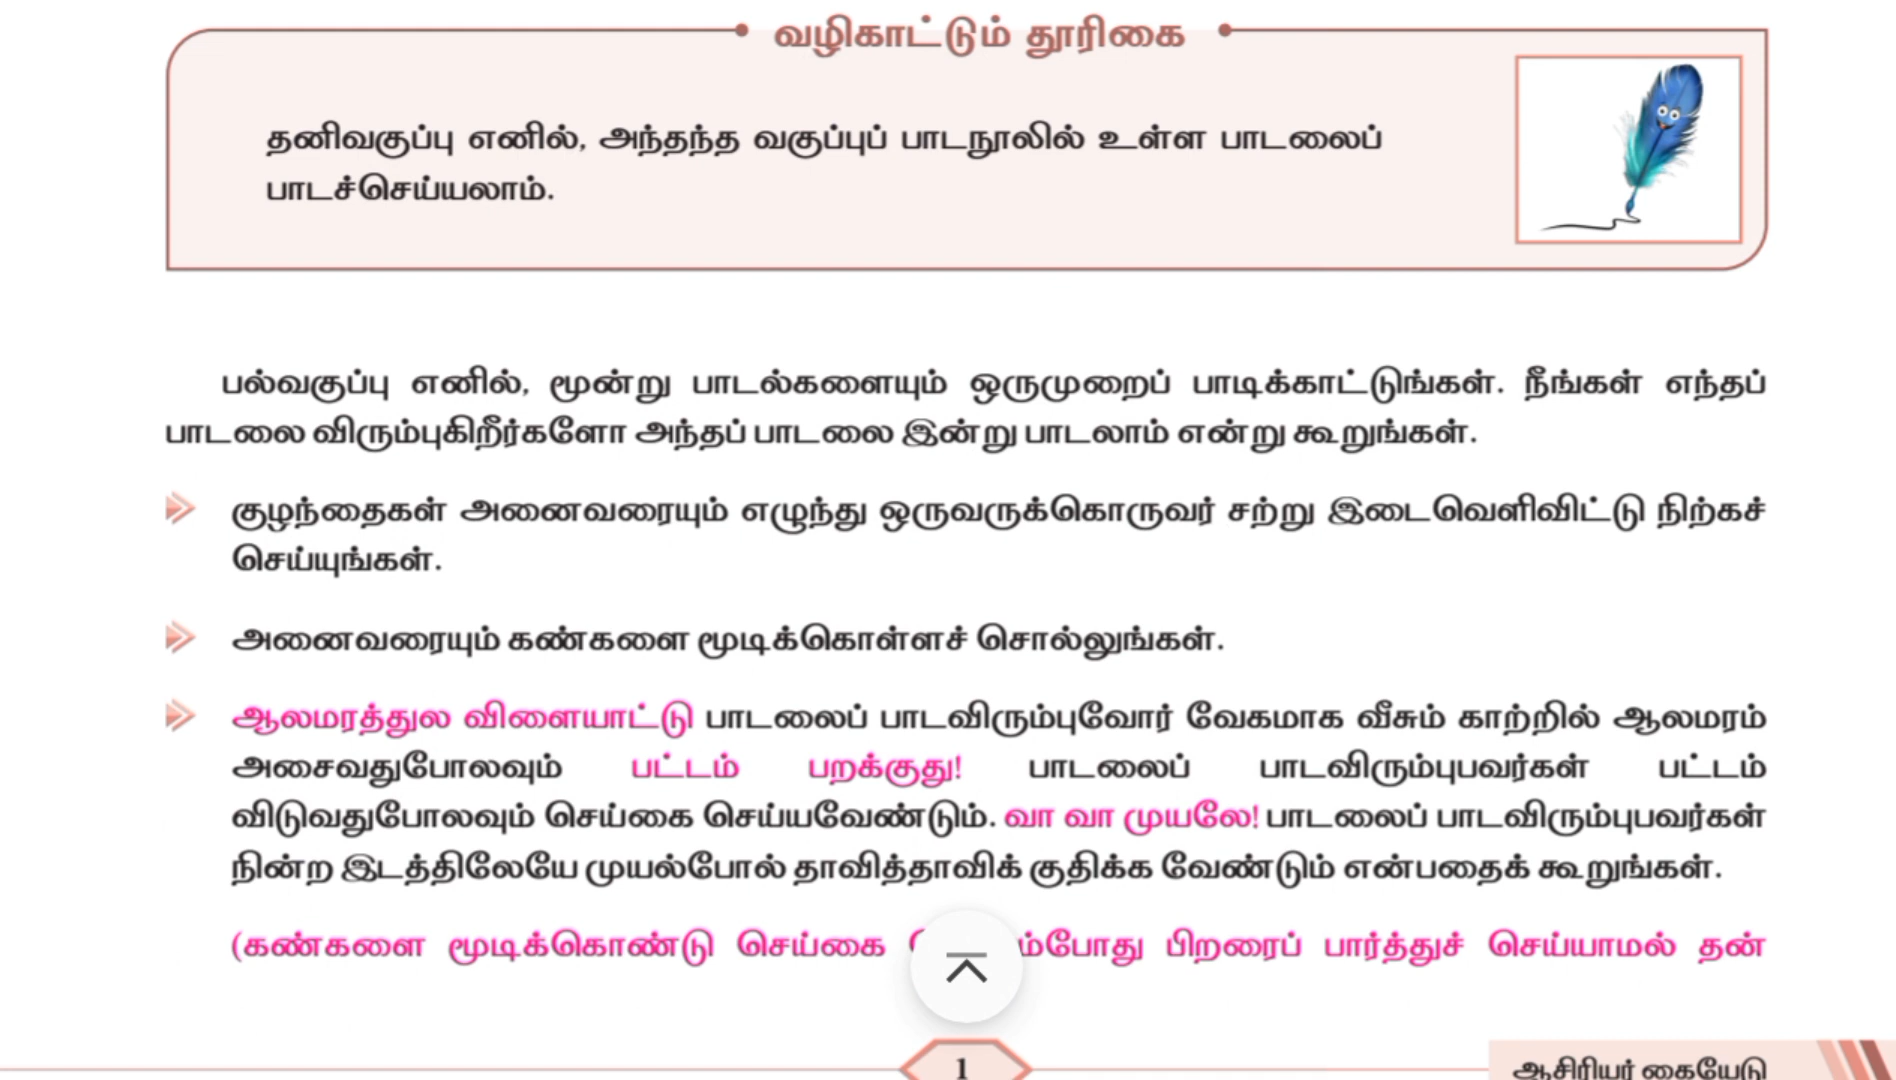 வழிகாட்டும் தூரிகை
தனிவகுப்பு எனில், அந்தந்த வகுப்புப் பாடநூலில் உள்ள பாடலைப்
பாடச்செய்யலாம்.
பல்வகுப்பு எனில், மூன்று பாடல்களையும் ஒருமுறைப் பாடிக்காட்டுங்கள். நீங்கள் எந்தப்
பாடலை விரும்புகிறீர்களோ அந்தப் பாடலை இன்று பாடலாம் என்று கூறுங்கள்.
குழந்தைகள் அனைவரையும் எழுந்து ஒருவருக்கொருவர் சற்று இடைவெளிவிட்டு நிற்கச்
செய்யுங்கள்.
அனைவரையும் கண்களை மூடிக்கொள்ளச் சொல்லுங்கள்.
ஆலமரத்துல விளையாட்டு பாடலைப் பாடவிரும்புவோர் வேகமாக வீசும் காற்றில் ஆலமரம்
அசைவதுபோலவும் பட்டம் பறக்குது! பாடலைப் பாடவிரும்புபவர்கள் பட்டம்
விடுவதுபோலவும் செய்கை செய்யவேண்டும். வா வா முயலே! பாடலைப் பாடவிரும்புபவர்கள்
நின்ற இடத்திலேயே முயல்போல் தாவித்தாவிக் குதிக்க வேண்டும் என்பதைக் கூறுங்கள்.
(கண்களை மூடிக்கொண்டு செய்கை பிறரைப் பார்த்துச் செய்யாமல் தன்
1
ஆசிரியர் கையேடு